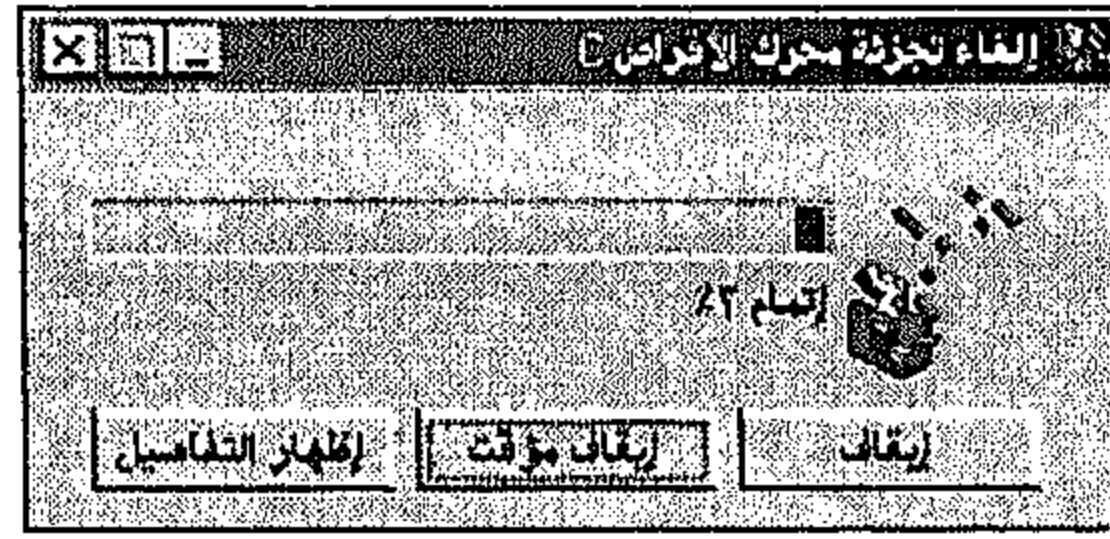 إلغاء تجزئة محرك الأقراص C
إتمام ٣٪
إيقاف
إيقاف مؤقت
إظهار التفاصيل